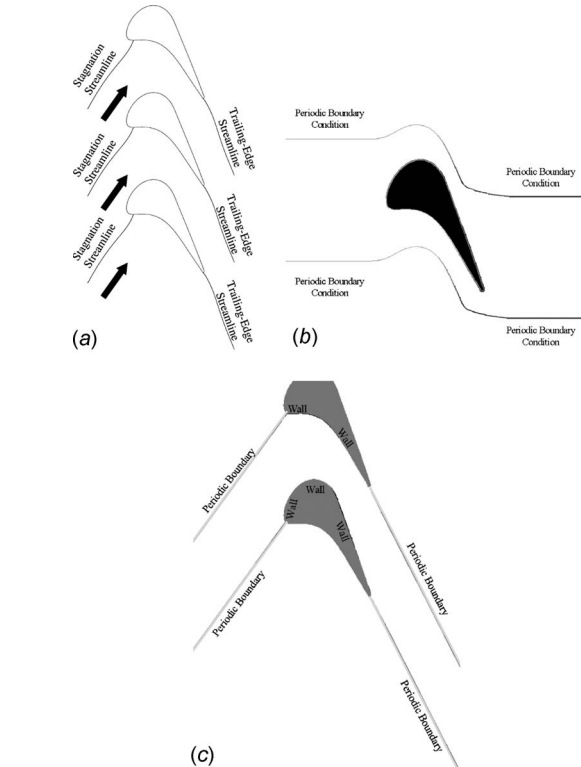 Stagnation
Streamline
Trailing-Edge
Streamline
Stagnation
Streamline
Trailing-Edge
Streamline
Stagnation
Streamline
Trailing-Edge
Streamline
(a)
Periodic Boundary
Condition
Periodic Boundary
Condition
Periodic Boundary
Condition
Periodic Boundary
Condition
(b)
Wall
Wall
Periodic Boundary
Wall
Wall
Wall
Periodic Boundary
Periodic Boundary
Periodic Boundary
(c)